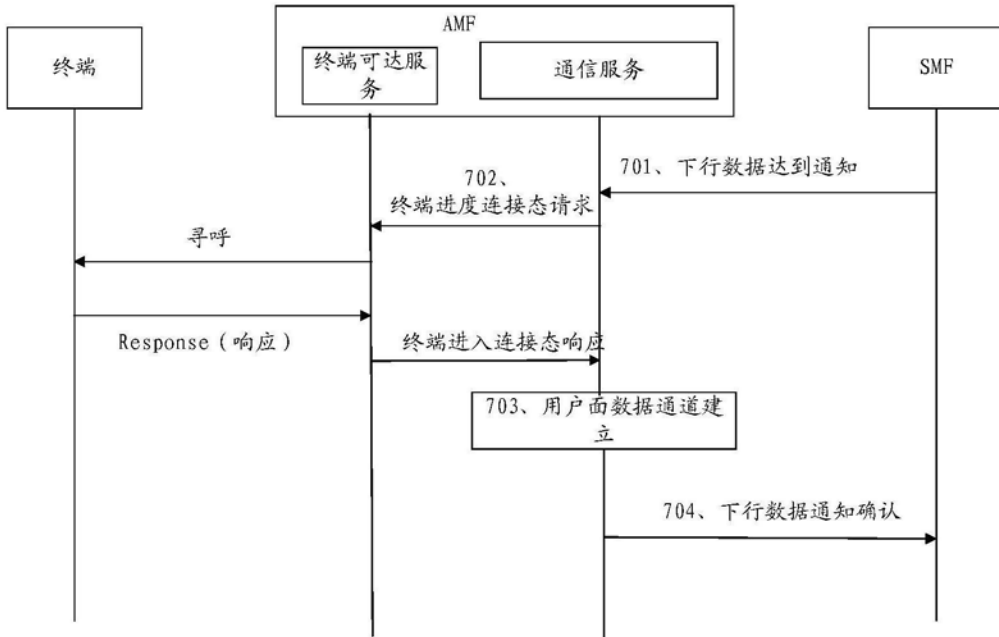 AMF
终端
终端可达服
务
通信服务
SMF
701、下行数据达到通知
702、
终端进度连接态请求
寻呼
Response（响应）
终端进入连接态响应
703、用户面数据通道建
立
704、下行数据通知确认